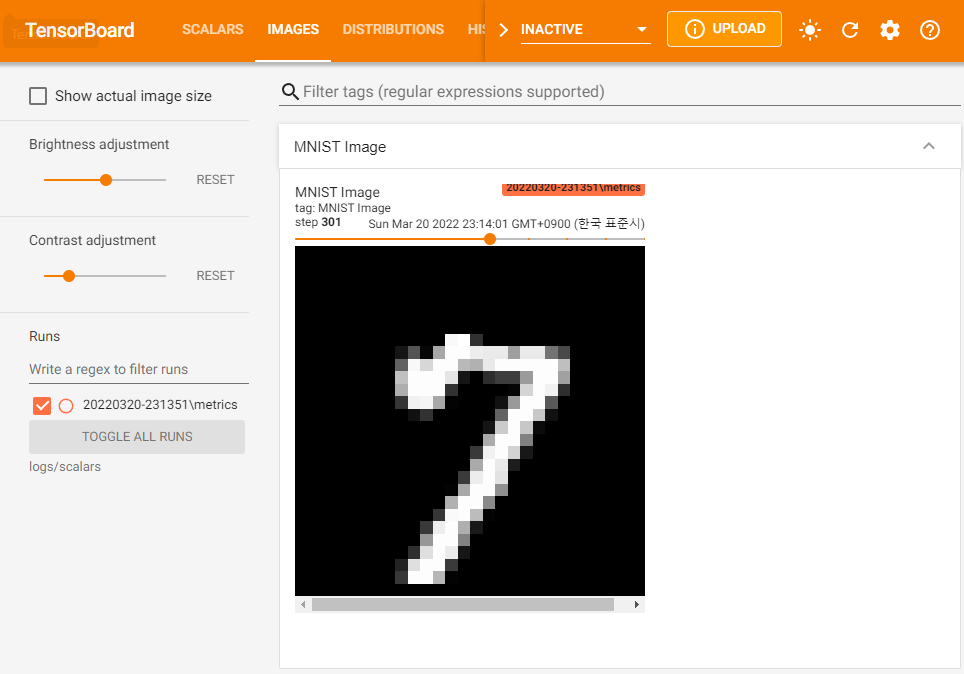 TensorBoard
SCALARS
IMAGES
DISTRIBUTIONS
INACTIVE
UPLOAD
Show actual image size
Brightness adjustment
RESET
Contrast adjustment
RESET
Runs
Write a regex to filter runs
20220320-231351\metrics
TOGGLE ALL RUNS
logs/scalars
Filter tags (regular expressions supported)
MNIST Image
MNIST Image
20220320-231351\metrics
tag: MNIST Image
step 301
Sun Mar 20 2022 23:14:01 GMT+0900 (한국 표준시)
7